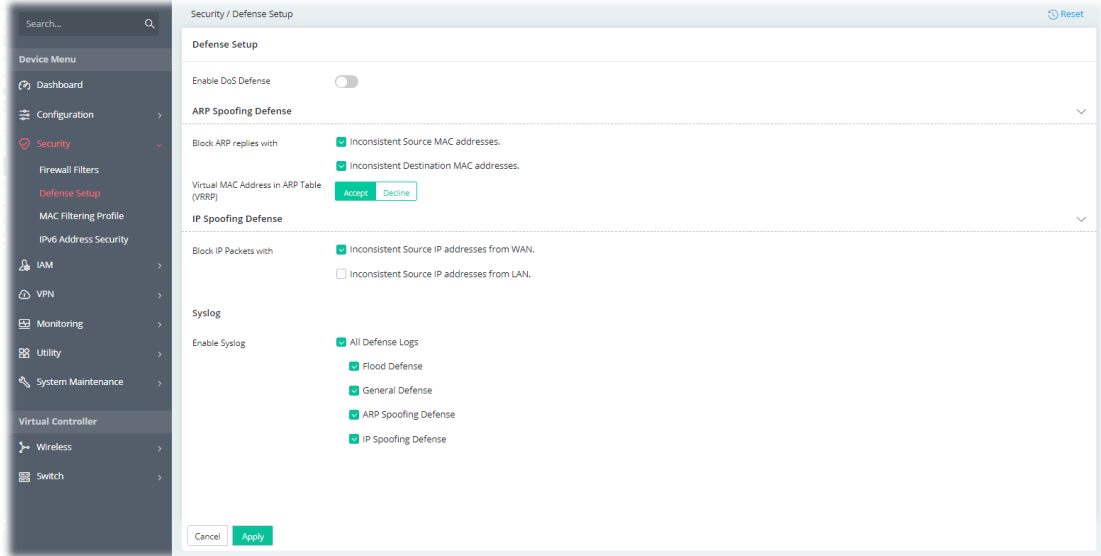 Search...
Device Menu
Dashboard
Configuration
Security
Firewall Filters
Defense Setup
MAC Filtering Profile
IPv6 Address Security
IAM
VPN
Monitoring
Utility
System Maintenance
Virtual Controller
Wireless
Switch
Security / Defense Setup
Reset
Defense Setup
Enable DoS Defense
ARP Spoofing Defense
Block ARP replies with
Inconsistent Source MAC addresses.
Inconsistent Destination MAC addresses.
Virtual MAC Address in ARP Table
(VRRP)
Accept Decline
IP Spoofing Defense
Block IP Packets with
Inconsistent Source IP addresses from WAN.
Inconsistent Source IP addresses from LAN.
Syslog
Enable Syslog
All Defense Logs
Flood Defense
General Defense
ARP Spoofing Defense
IP Spoofing Defense
Cancel Apply